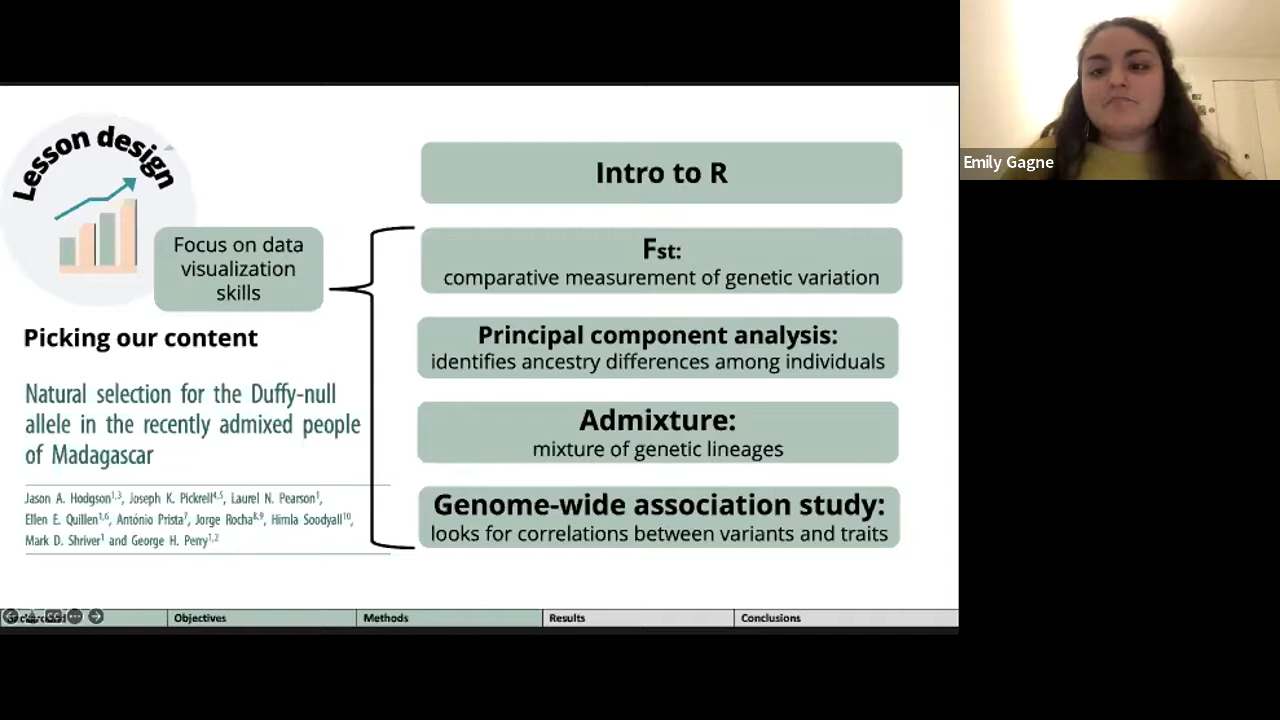 Lesson design
Focus on data
visualization
skills
Picking our content
Natural selection for the Duffy-null
allele in the recently admixed people
of Madagascar
Jason A. Hodgson1,3, Joseph K. Pickrell4,5, Laurel N. Pearson1,
Ellen E. Quillen1,6, António Prista7, Jorge Rocha8,9, Himla Soodyall10,
Mark D. Shriver1 and George H. Perry1,2
Intro to R
Fst:
comparative measurement of genetic variation
Principal component analysis:
identifies ancestry differences among individuals
Admixture:
mixture of genetic lineages
Genome-wide association study:
looks for correlations between variants and traits
Objectives
Methods
Results
Conclusions
Emily Gagne